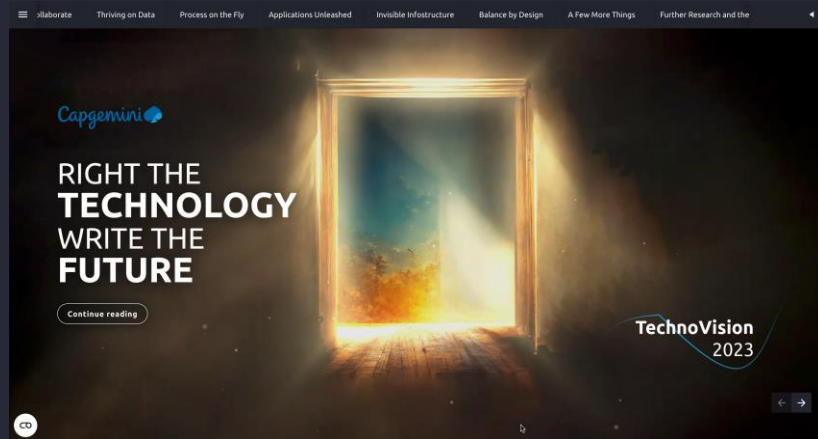 Thriving on Data
Process on the Fly
Applications Unleashed
Invisible Infostructure
Balance by Design
A Few More Things
Further Research and the
Capgemini
RIGHT THE
TECHNOLOGY
WRITE THE
FUTURE
Continue reading
TechnoVision
2023